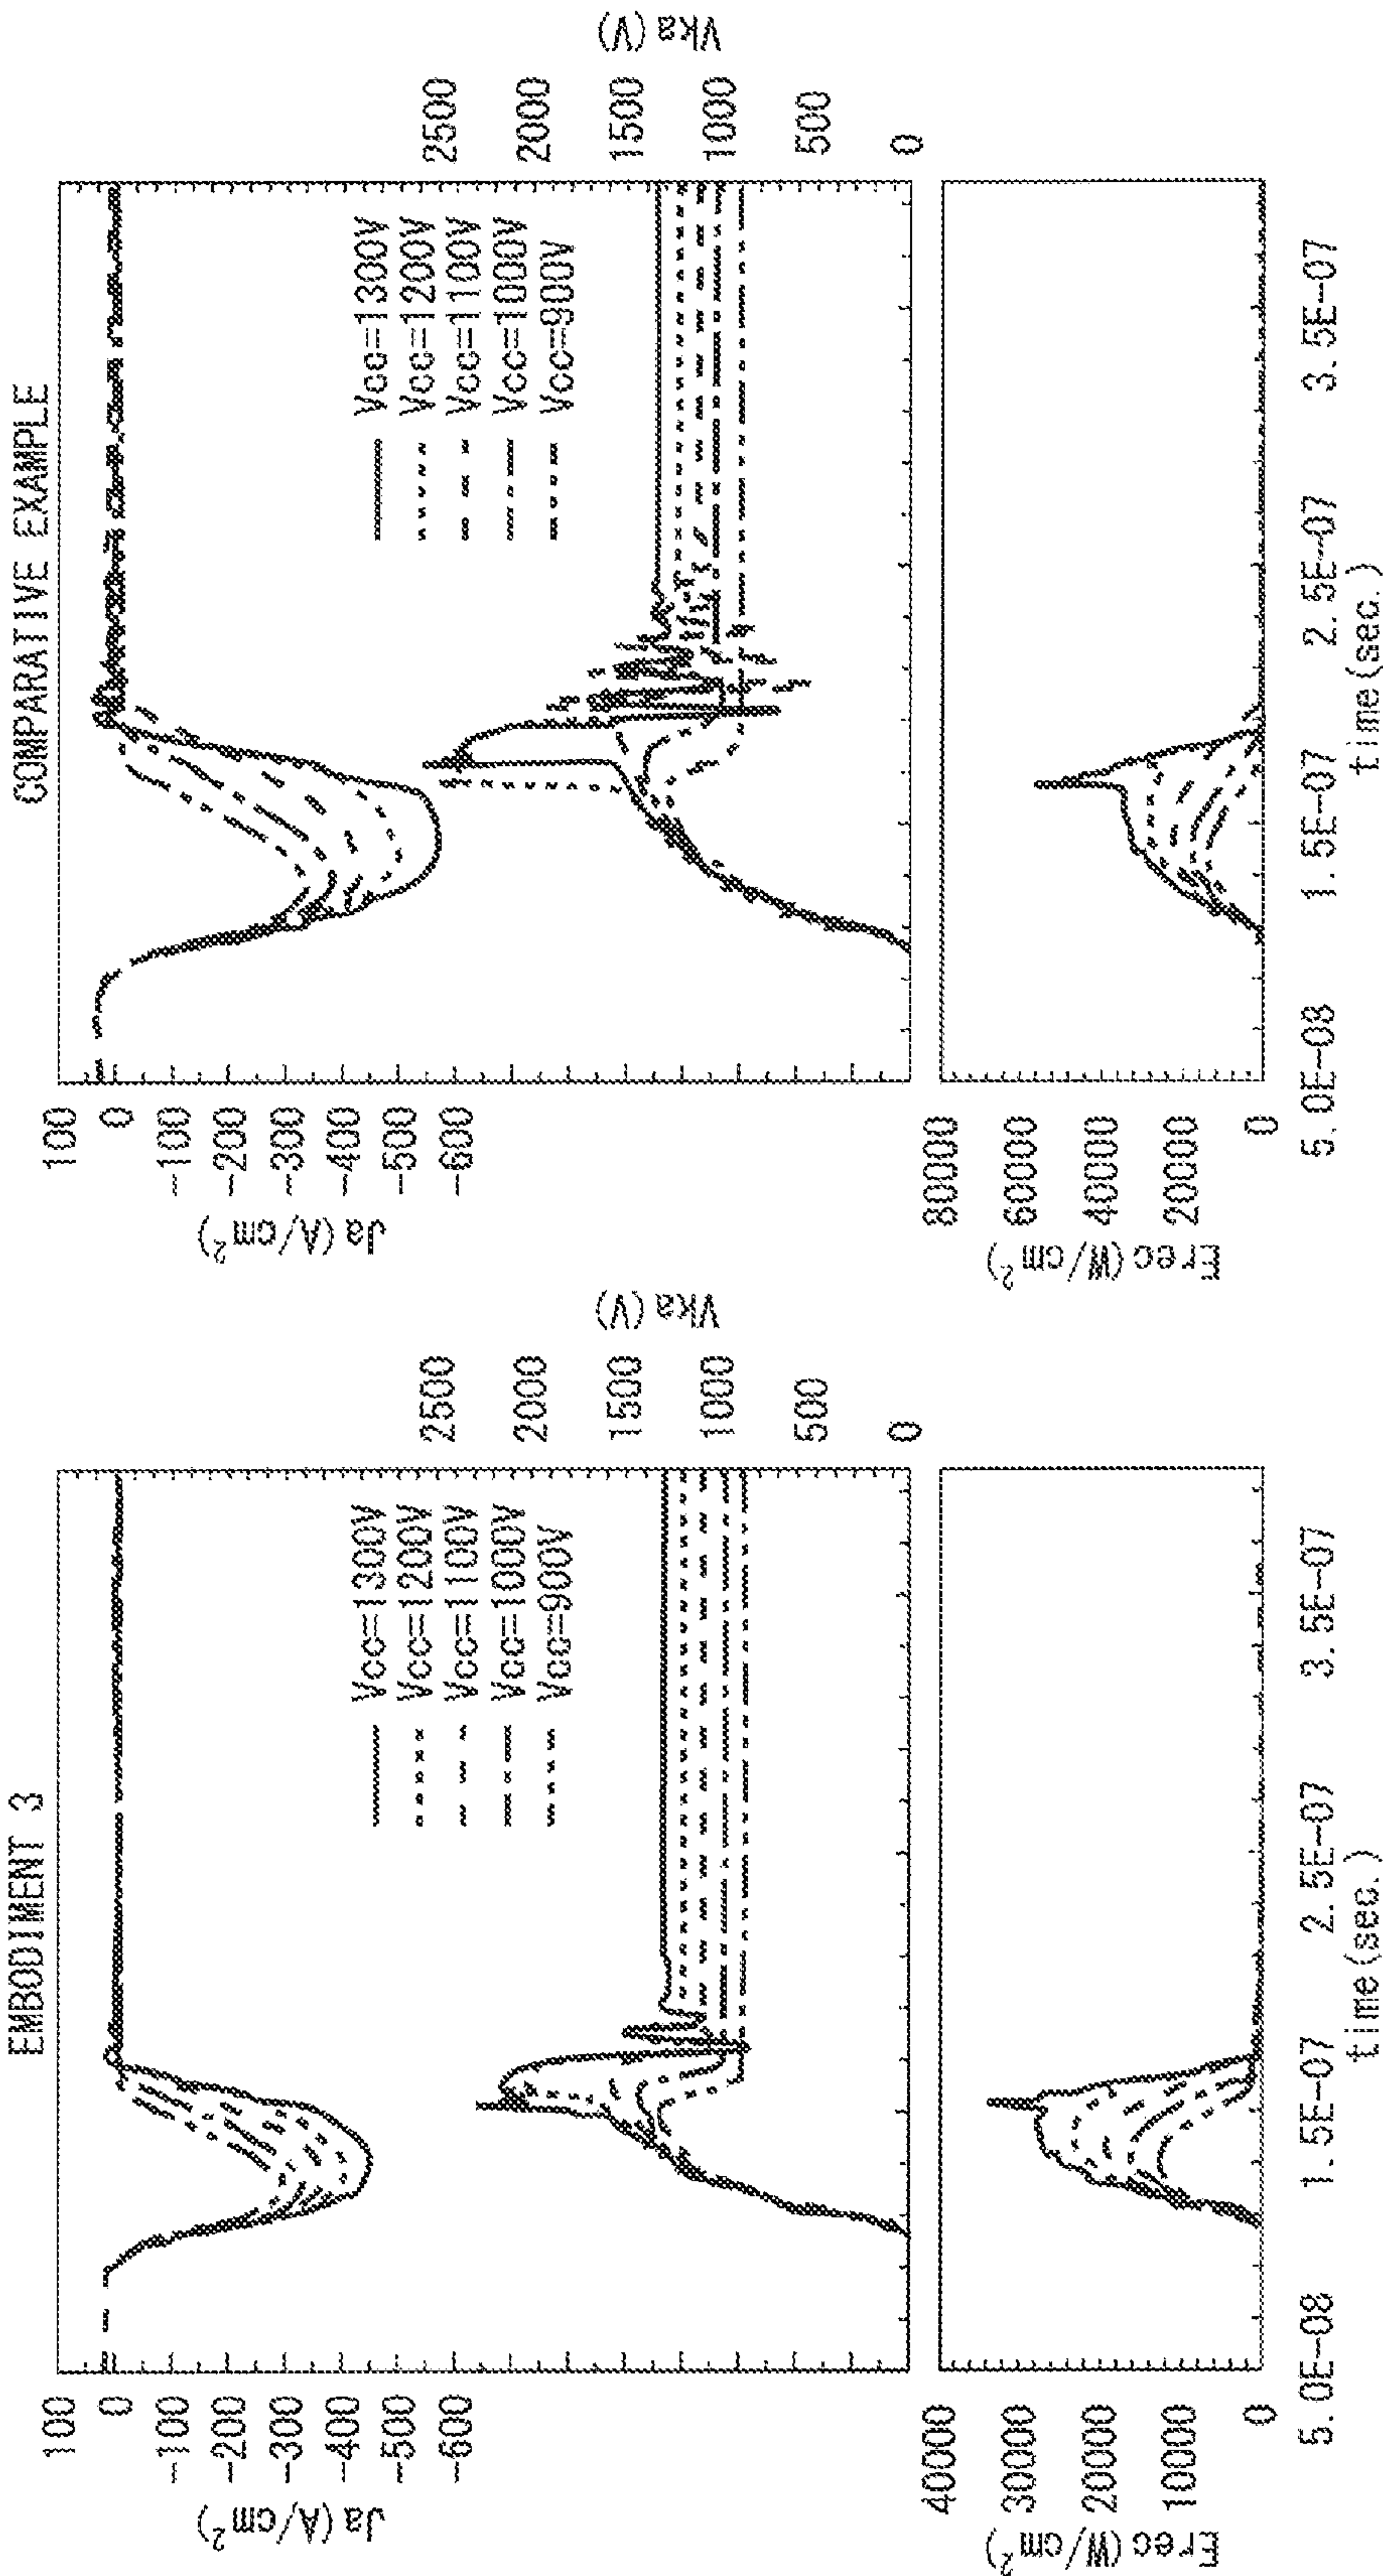 EMBODIMENT 3
Ja(A/cm²)
100
0
-100
-200
-300
-400
-500
-600
Vcc=1300V
Vcc=1200V
Vcc=1100V
Vcc=1000V
Vcc=900V
2500
2000
1500
1000
500
0
Vka(V)
Erec(W/cm²)
40000
30000
20000
10000
0
5.0E-08
1.5E-07
2.5E-07
3.5E-07
time(sec.)
COMPARATIVE EXAMPLE
Ja(A/cm²)
100
0
-100
-200
-300
-400
-500
-600
Vcc=1300V
Vcc=1200V
Vcc=1100V
Vcc=1000V
Vcc=900V
2500
2000
1500
1000
500
0
Vka(V)
Erec(W/cm²)
80000
60000
40000
20000
0
5.0E-08
1.5E-07
2.5E-07
3.5E-07
time(sec.)